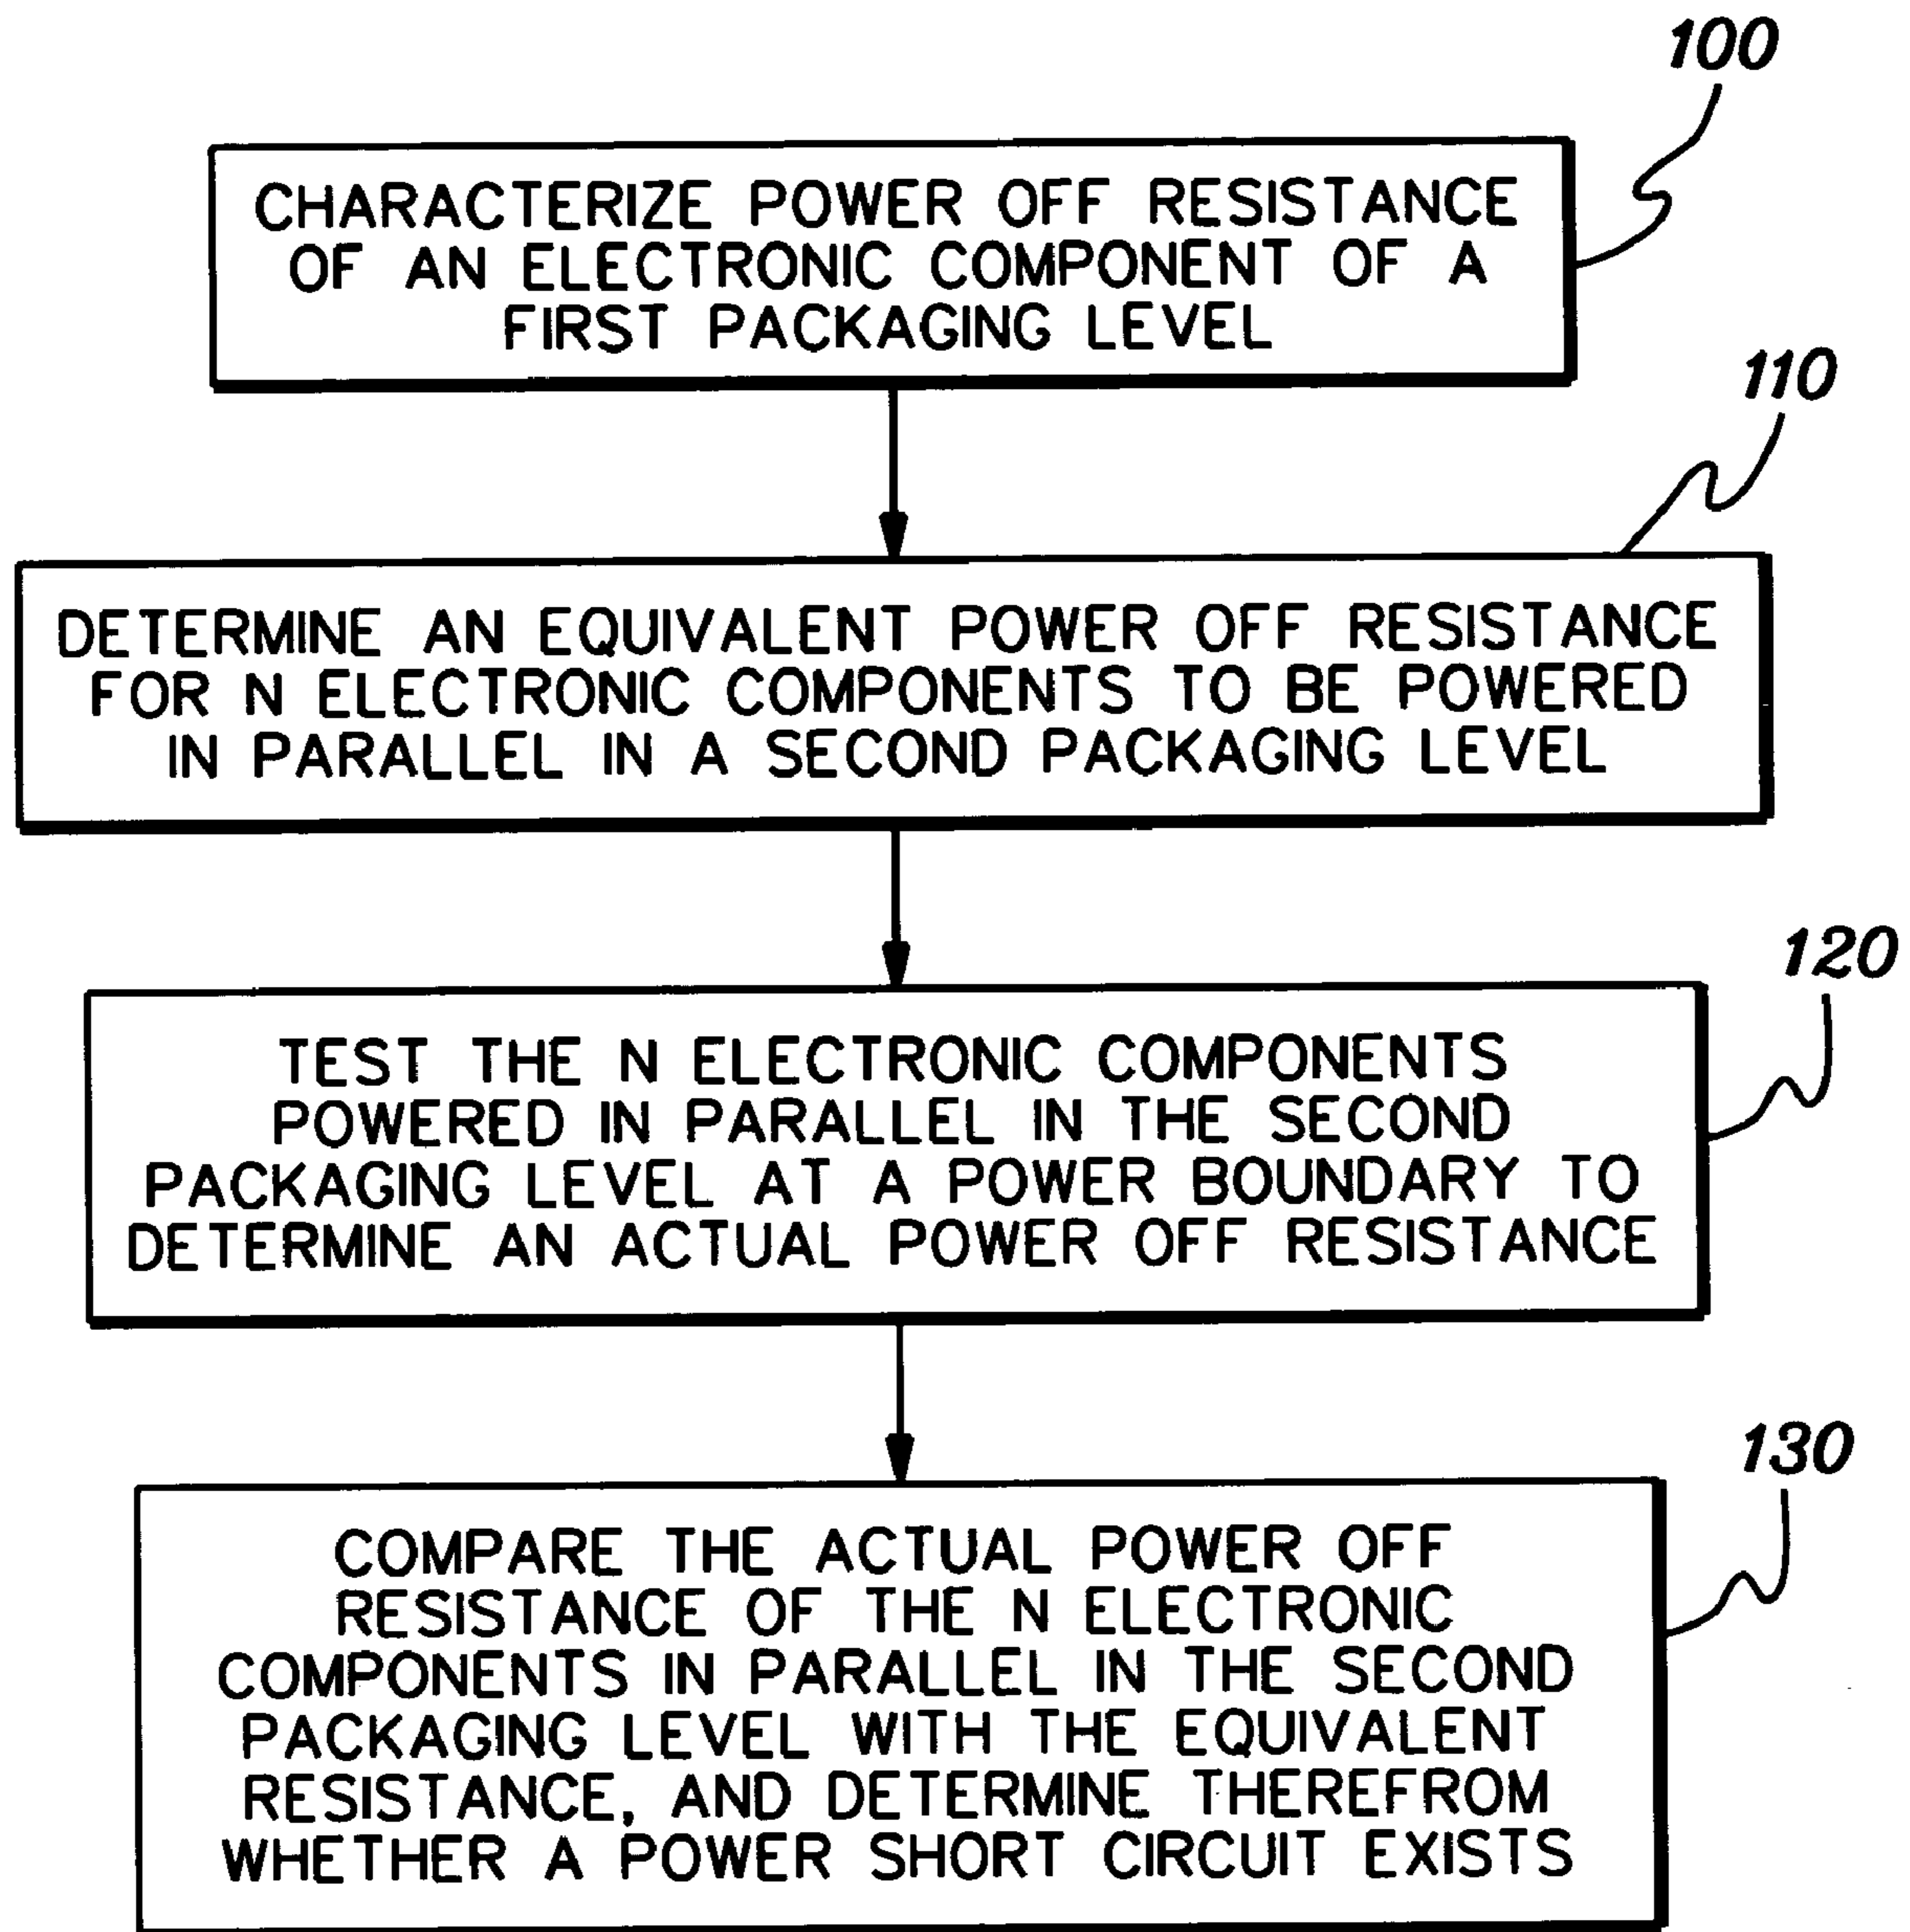 100
CHARACTERIZE POWER OFF RESISTANCE
OF AN ELECTRONIC COMPONENT OF A
FIRST PACKAGING LEVEL
110
DETERMINE AN EQUIVALENT POWER OFF RESISTANCE
FOR N ELECTRONIC COMPONENTS TO BE POWERED
IN PARALLEL IN A SECOND PACKAGING LEVEL
120
TEST THE N ELECTRONIC COMPONENTS
POWERED IN PARALLEL IN THE SECOND
PACKAGING LEVEL AT A POWER BOUNDARY TO
DETERMINE AN ACTUAL POWER OFF RESISTANCE
130
COMPARE THE ACTUAL POWER OFF
RESISTANCE OF THE N ELECTRONIC
COMPONENTS IN PARALLEL IN THE SECOND
PACKAGING LEVEL WITH THE EQUIVALENT
RESISTANCE, AND DETERMINE THEREFROM
WHETHER A POWER SHORT CIRCUIT EXISTS